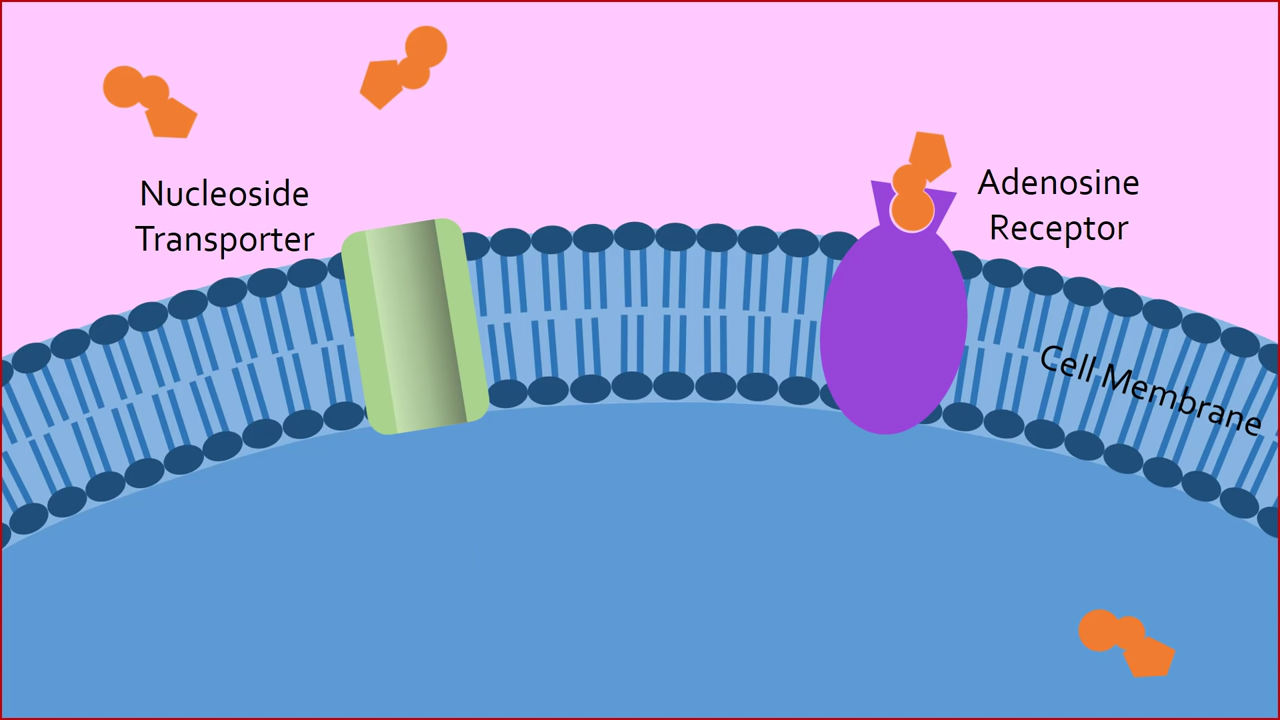 Nucleoside
Transporter
Adenosine
Receptor
Cell Membrane